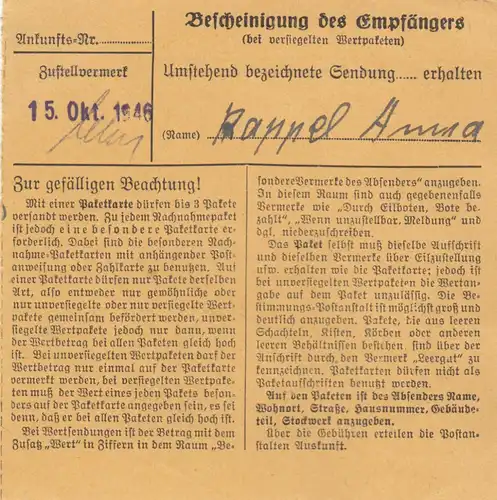 Ankunfts-Nr.
Bescheinigung des Empfängers
(bei versiegelten Wertpaketen)
Zustellvermerk
15. Okt. 1946
Umstehend bezeichnete Sendung...... erhalten
(Name) Rappel Anna
Zur gefälligen Beachtung!
Mit einer Paketkarte dürfen bis 3 Pakete
versandt werden. Zu jedem Nachnahmepaket
ist jedoch eine besondere Paketkarte er-
forderlich. Dabei sind die besonderen Nach-
nahme-Paketkarten mit anhängender Post-
anweisung oder Zahlkarte zu benutzen. Auf
einer Paketkarte dürfen nur Pakete derselben
Art, also entweder nur gewöhnliche oder
nur unversiegelte oder nur versiegelte Wert-
pakete gemeinsam befördert werden, unver-
siegelte Wertpakete jedoch nur dann, wenn
der Wertbetrag bei allen Paketen gleich hoch
ist. Bei unversiegelten Wertpaketen darf der
Wertbetrag nur einmal auf der Paketkarte
vermerkt werden, bei versiegelten Wertpake-
ten muß der Wert eines jeden Pakets beson-
ders auf der Paketkarte angegeben sein, es sei
denn, daß er bei allen Paketen gleich hoch ist.
Bei Wertsendungen ist der Betrag mit dem
Zusatz „Wert" in Ziffern in dem Raum „Be-
sondere Vermerke des Absenders" anzugeben.
In diesem Raum sind auch gegebenenfalls
Vermerke wie „Durch Eilboten, Bote be-
zahlt", „Wenn unzustellbar, Meldung" und
dgl. niederzuschreiben.
Das Paket selbst muß dieselbe Aufschrift
und dieselben Vermerke über Eilzustellung
usw. erhalten wie die Paketkarte; jedoch ist
bei unversiegelten Wertpaketen die Wertan-
gabe auf dem Paket unzulässig. Die Be-
stimmungs-Postanstalt ist möglichst groß und
deutlich anzugeben. Pakete, die aus leeren
Schachteln, Kisten, Körben oder anderen
leeren Behältnissen bestehen, sind über der
Anschrift durch den Vermerk „Leergut" zu
kennzeichnen. Paketkarten dürfen nicht als
Paketaufschriften benutzt werden.
Auf den Paketen ist des Absenders Name,
Wohnort, Straße, Hausnummer, Gebäude-
teil, Stockwerk anzugeben.
Über die Gebühren erteilen die Postan-
stalten Auskunft.